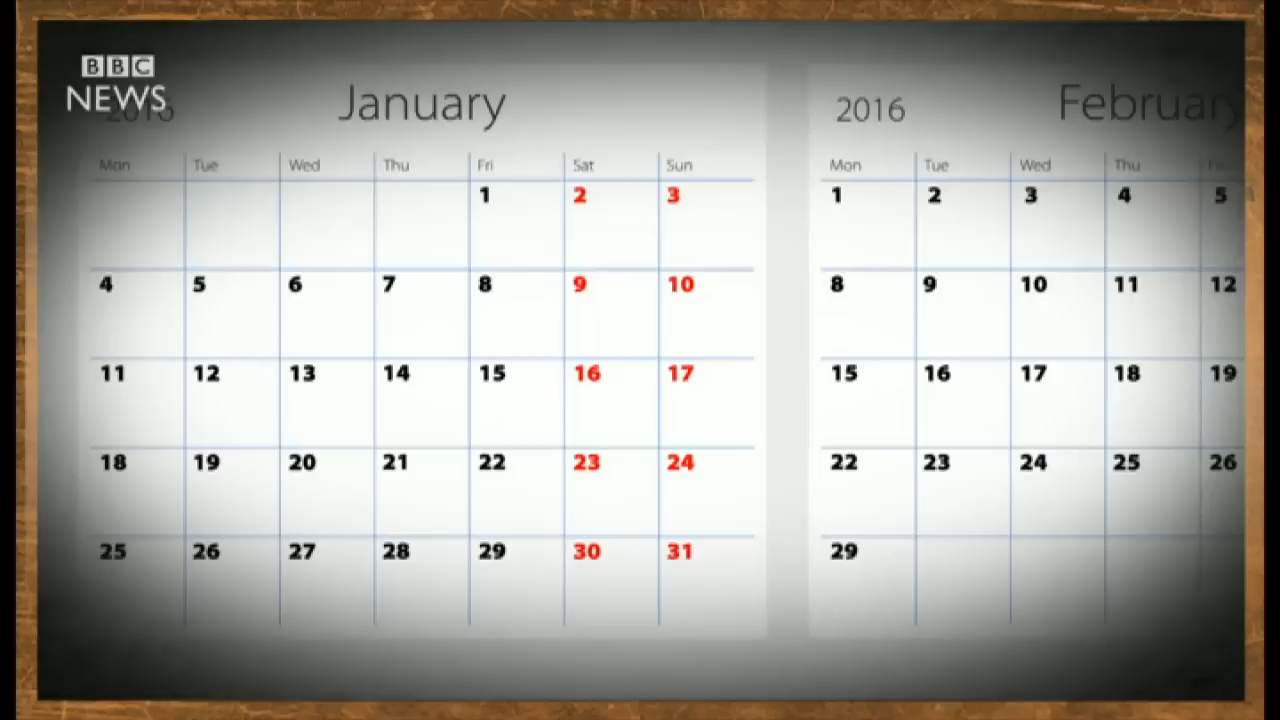 BBC
NEWS
2016 January
Mon Tue Wed Thu Fri Sat Sun
1 2 3
4 5 6 7 8 9 10
11 12 13 14 15 16 17
18 19 20 21 22 23 24
25 26 27 28 29 30 31
2016 February
Mon Tue Wed Thu Fri
1 2 3 4 5
8 9 10 11 12
15 16 17 18 19
22 23 24 25 26
29